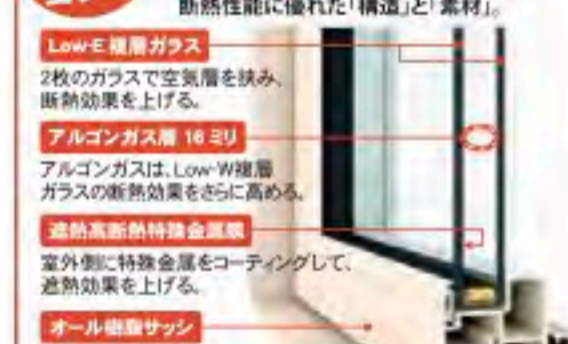 断熱性能に優れた「構造」と「素材」。
Low-E 複層ガラス
2枚のガラスで空気層を挟み、
断熱効果を上げる。
アルゴンガス層 16ミリ
アルゴンガスは、Low-W複層
ガラスの断熱効果をさらに高める。
遮熱高断熱特殊金属膜
室外側に特殊金属をコーティングして、
遮熱効果を上げる。
オール樹脂サッシ